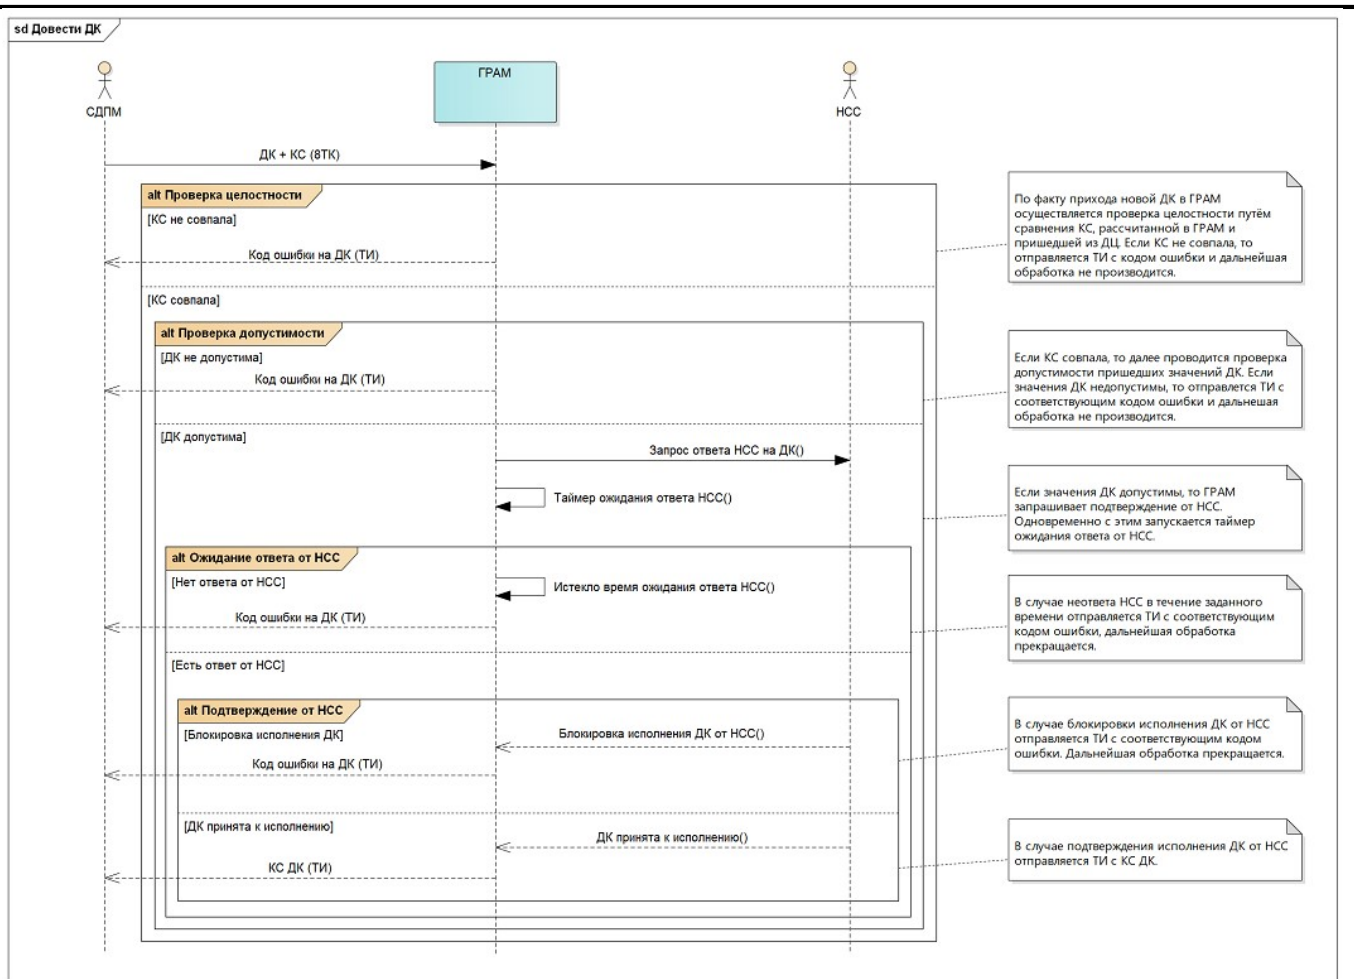 sd Довести ДК
СДПМ
ГРАМ
НСС
ДК + КС (8ТК)
alt Проверка целостности
[КС не совпала]
Код ошибки на ДК (ТИ)
По факту прихода новой ДК в ГРАМ
осуществляется проверка целостности путём
сравнения КС, рассчитанной в ГРАМ и
пришедшей из ДЦ. Если КС не совпала, то
отправляется ТИ с кодом ошибки и дальнейшая
обработка не производится.
[КС совпала]
alt Проверка допустимости
[ДК не допустима]
Код ошибки на ДК (ТИ)
Если КС совпала, то далее проводится проверка
допустимости пришедших значений ДК. Если
значения ДК недопустимы, то отправлется ТИ с
соответствующим кодом ошибки и дальнешая
обработка не производится.
[ДК допустима]
Запрос ответа НСС на ДК()
Таймер ожидания ответа НСС()
Если значения ДК допустимы, то ГРАМ
запрашивает подтверждение от НСС.
Одновременно с этим запускается таймер
ожидания ответа от НСС.
alt Ожидание ответа от НСС
[Нет ответа от НСС]
Истекло время ожидания ответа НСС()
Код ошибки на ДК (ТИ)
В случае неответа НСС в течение заданного
времени отправляется ТИ с соответствующим
кодом ошибки, дальнейшая обработка
прекращается.
[Есть ответ от НСС]
alt Подтверждение от НСС
[Блокировка исполнения ДК]
Блокировка исполнения ДК от НСС()
Код ошибки на ДК (ТИ)
В случае блокировки исполнения ДК от НСС
отправляется ТИ с соответствующим кодом
ошибки. Дальнейшая обработка прекращается.
[ДК принята к исполнению]
ДК принята к исполнению()
КС ДК (ТИ)
В случае подтверждения исполнения ДК от НСС
отправляется ТИ с КС ДК.